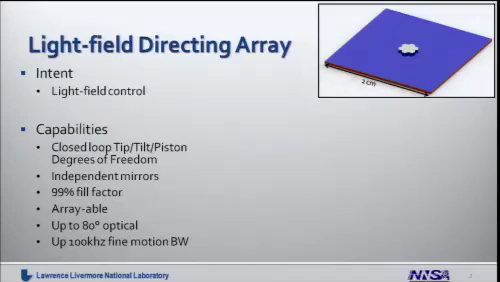 Light-field Directing Array
2 cm
Intent
Light-field control
Capabilities
Closed loop Tip/Tilt/Piston
Degrees of Freedom
Independent mirrors
99% fill factor
Array-able
Up to 80° optical
Up 100khz fine motion BW
Lawrence Livermore National Laboratory
NNSA
2